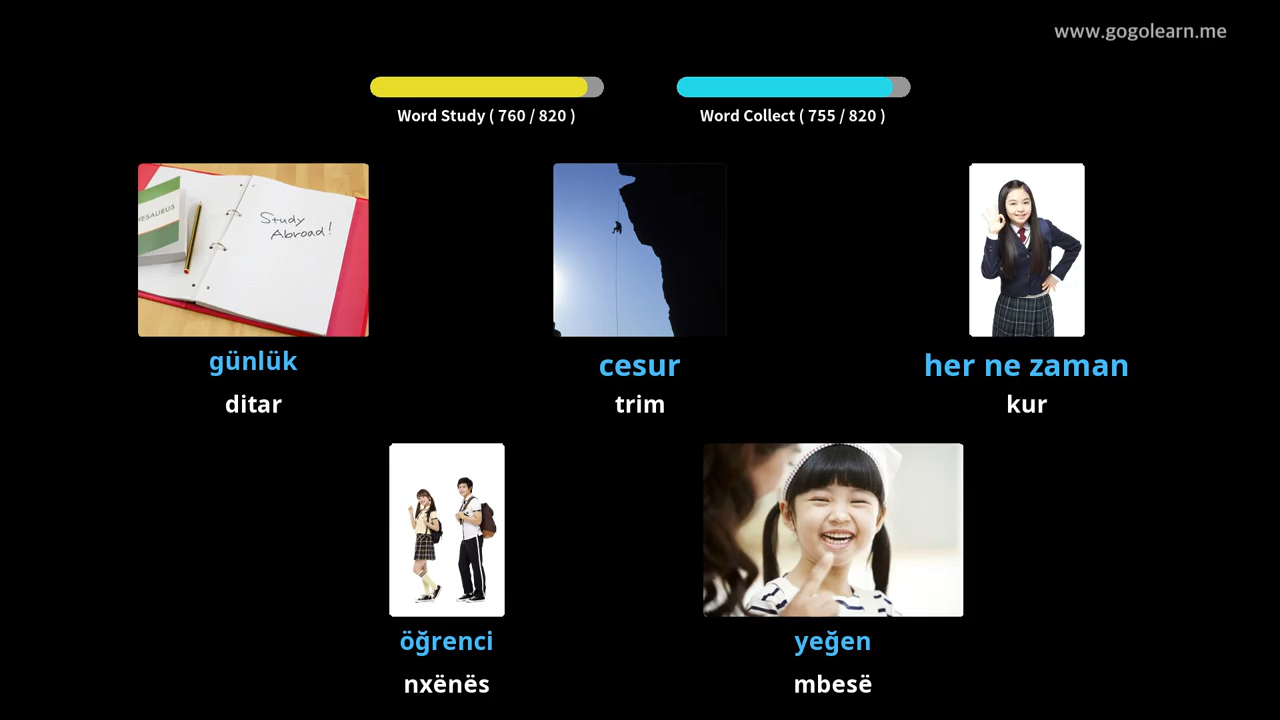 www.gogolearn.me
Word Study ( 760 / 820 )
Word Collect ( 755 / 820 )
HESAURUS
Study
Abroad!
günlük
cesur
her ne zaman
ditar
trim
kur
öğrenci
yeğen
nxënës
mbesë